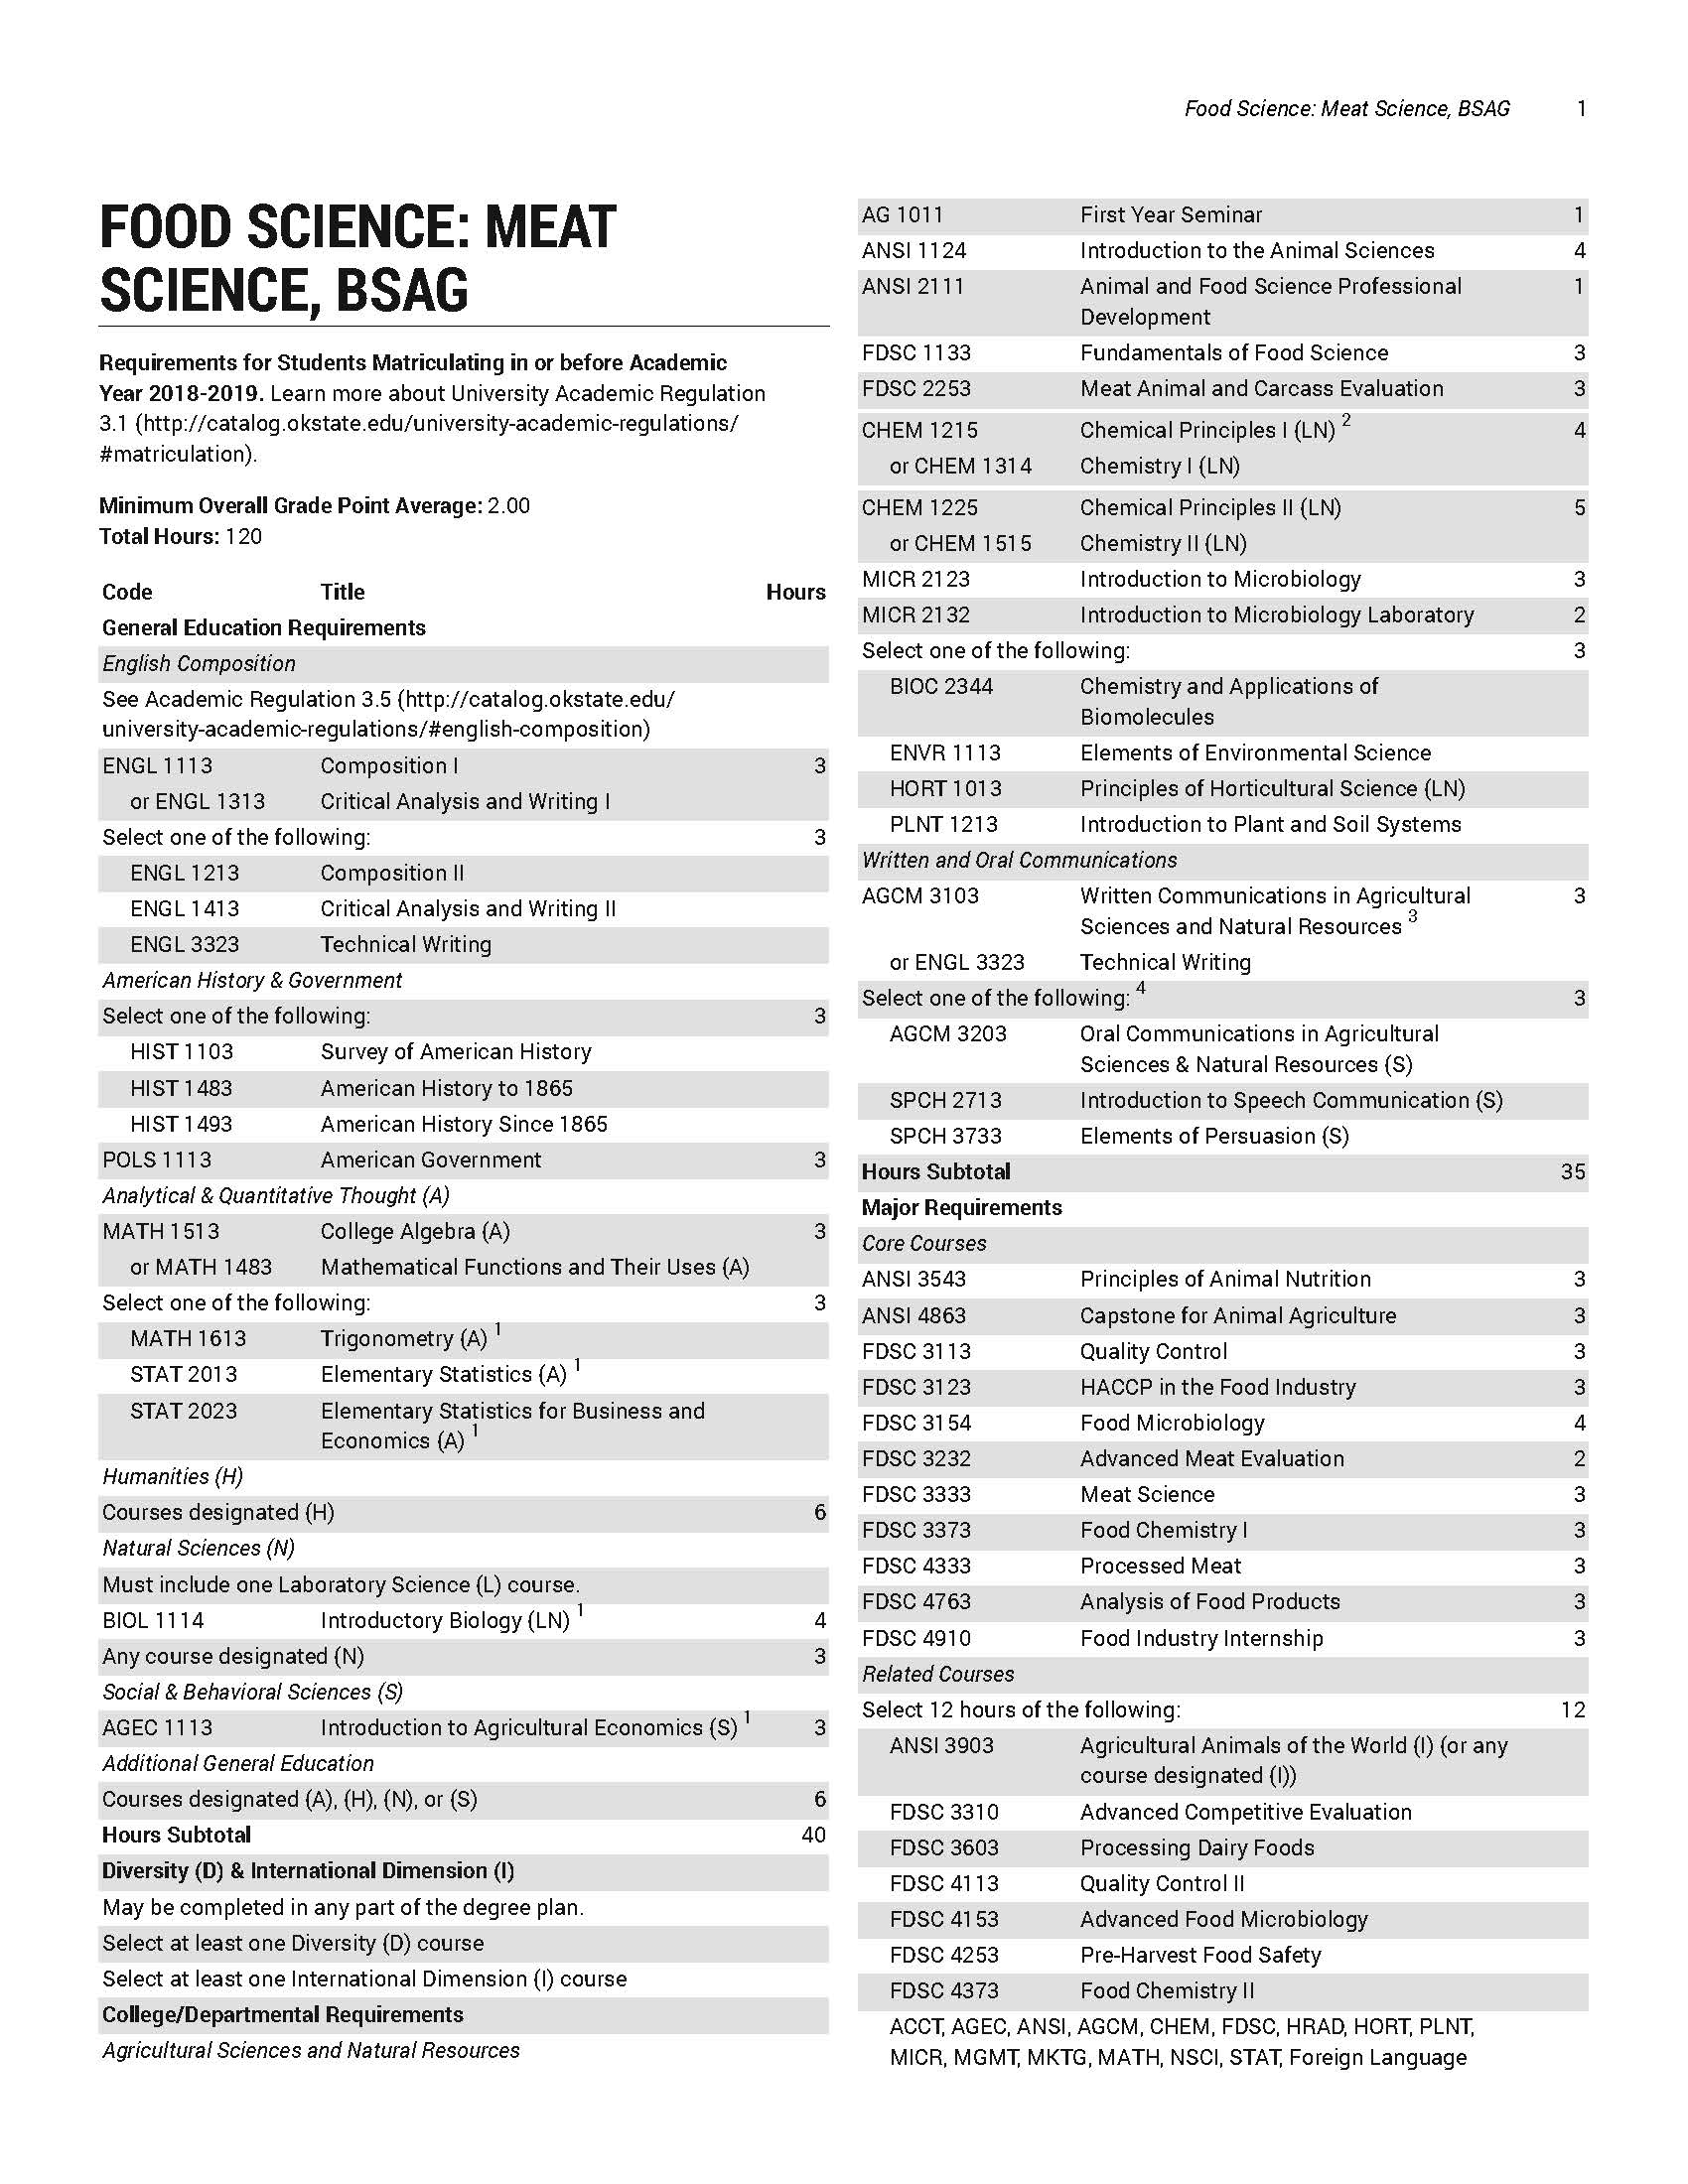 Food Science: Meat Science, BSAG 1
FOOD SCIENCE: MEAT
SCIENCE, BSAG
Requirements for Students Matriculating in or before Academic
Year 2018-2019. Learn more about University Academic Regulation
3.1 (http://catalog.okstate.edu/university-academic-regulations/
#matriculation).
Minimum Overall Grade Point Average: 2.00
Total Hours: 120
Code Title Hours
General Education Requirements
English Composition
See Academic Regulation 3.5 (http://catalog.okstate.edu/
university-academic-regulations/#english-composition)
ENGL 1113 Composition I 3
or ENGL 1313 Critical Analysis and Writing I
Select one of the following: 3
ENGL 1213 Composition II
ENGL 1413 Critical Analysis and Writing II
ENGL 3323 Technical Writing
American History & Government
Select one of the following: 3
HIST 1103 Survey of American History
HIST 1483 American History to 1865
HIST 1493 American History Since 1865
POLS 1113 American Government 3
Analytical & Quantitative Thought (A)
MATH 1513 College Algebra (A) 3
or MATH 1483 Mathematical Functions and Their Uses (A)
Select one of the following: 3
MATH 1613 Trigonometry (A) 1
STAT 2013 Elementary Statistics (A) 1
STAT 2023 Elementary Statistics for Business and
Economics (A) 1
Humanities (H)
Courses designated (H) 6
Natural Sciences (N)
Must include one Laboratory Science (L) course.
BIOL 1114 Introductory Biology (LN) 1 4
Any course designated (N) 3
Social & Behavioral Sciences (S)
AGEC 1113 Introduction to Agricultural Economics (S) 1 3
Additional General Education
Courses designated (A), (H), (N), or (S) 6
Hours Subtotal 40
Diversity (D) & International Dimension (I)
May be completed in any part of the degree plan.
Select at least one Diversity (D) course
Select at least one International Dimension (I) course
College/Departmental Requirements
Agricultural Sciences and Natural Resources
AG 1011 First Year Seminar 1
ANSI 1124 Introduction to the Animal Sciences 4
ANSI 2111 Animal and Food Science Professional 1
Development
FDSC 1133 Fundamentals of Food Science 3
FDSC 2253 Meat Animal and Carcass Evaluation 3
CHEM 1215 Chemical Principles I (LN) 2 4
or CHEM 1314 Chemistry I (LN)
CHEM 1225 Chemical Principles II (LN) 5
or CHEM 1515 Chemistry II (LN)
MICR 2123 Introduction to Microbiology 3
MICR 2132 Introduction to Microbiology Laboratory 2
Select one of the following: 3
BIOC 2344 Chemistry and Applications of
Biomolecules
ENVR 1113 Elements of Environmental Science
HORT 1013 Principles of Horticultural Science (LN)
PLNT 1213 Introduction to Plant and Soil Systems
Written and Oral Communications
AGCM 3103 Written Communications in Agricultural 3
Sciences and Natural Resources 3
or ENGL 3323 Technical Writing
Select one of the following: 4 3
AGCM 3203 Oral Communications in Agricultural
Sciences & Natural Resources (S)
SPCH 2713 Introduction to Speech Communication (S)
SPCH 3733 Elements of Persuasion (S)
Hours Subtotal 35
Major Requirements
Core Courses
ANSI 3543 Principles of Animal Nutrition 3
ANSI 4863 Capstone for Animal Agriculture 3
FDSC 3113 Quality Control 3
FDSC 3123 HACCP in the Food Industry 3
FDSC 3154 Food Microbiology 4
FDSC 3232 Advanced Meat Evaluation 2
FDSC 3333 Meat Science 3
FDSC 3373 Food Chemistry I 3
FDSC 4333 Processed Meat 3
FDSC 4763 Analysis of Food Products 3
FDSC 4910 Food Industry Internship 3
Related Courses
Select 12 hours of the following: 12
ANSI 3903 Agricultural Animals of the World (I) (or any
course designated (I))
FDSC 3310 Advanced Competitive Evaluation
FDSC 3603 Processing Dairy Foods
FDSC 4113 Quality Control II
FDSC 4153 Advanced Food Microbiology
FDSC 4253 Pre-Harvest Food Safety
FDSC 4373 Food Chemistry II
ACCT, AGEC, ANSI, AGCM, CHEM, FDSC, HRAD, HORT, PLNT,
MICR, MGMT, MKTG, MATH, NSCI, STAT, Foreign Language